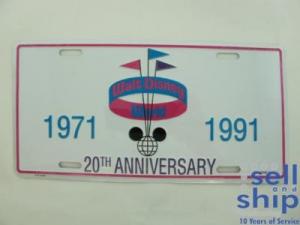 Walt Disney
World
1971
1991
20TH ANNIVERSARY
sell
and
ship
10 Years of Service